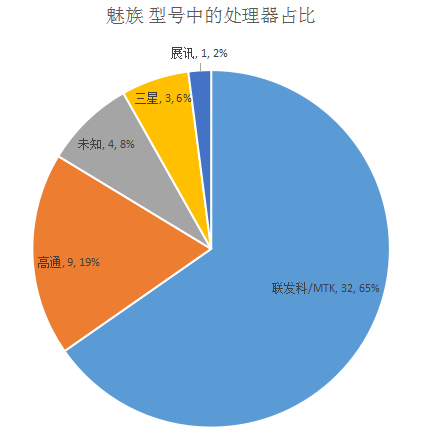 魅族 型号中的处理器占比
展讯, 1, 2%
三星, 3, 6%
未知, 4, 8%
高通, 9, 19%
联发科/MTK, 32, 65%